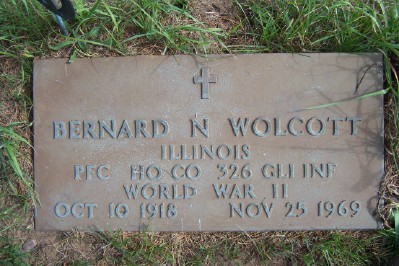 BERNARD N WOLCOTT
ILLINOIS
PFC HQ CO 326 GLI INF
WORLD WAR II
OCT 10 1918 NOV 25 1969